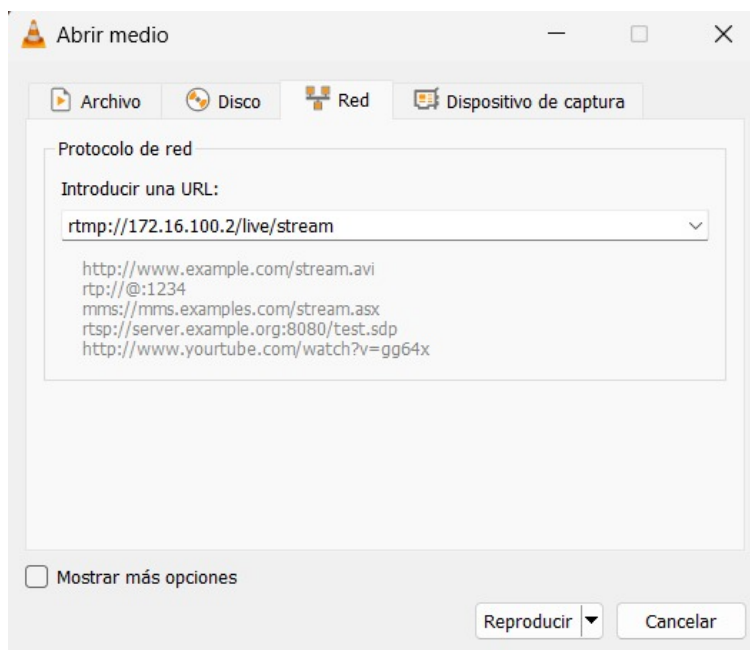 Abrir medio
Archivo Disco Red Dispositivo de captura
Protocolo de red
Introducir una URL:
rtmp://172.16.100.2/live/stream
http://www.example.com/stream.avi
rtp://@:1234
mms://mms.examples.com/stream.asx
rtsp://server.example.org:8080/test.sdp
http://www.yourtube.com/watch?v=gg64x
Mostrar más opciones
Reproducir Cancelar